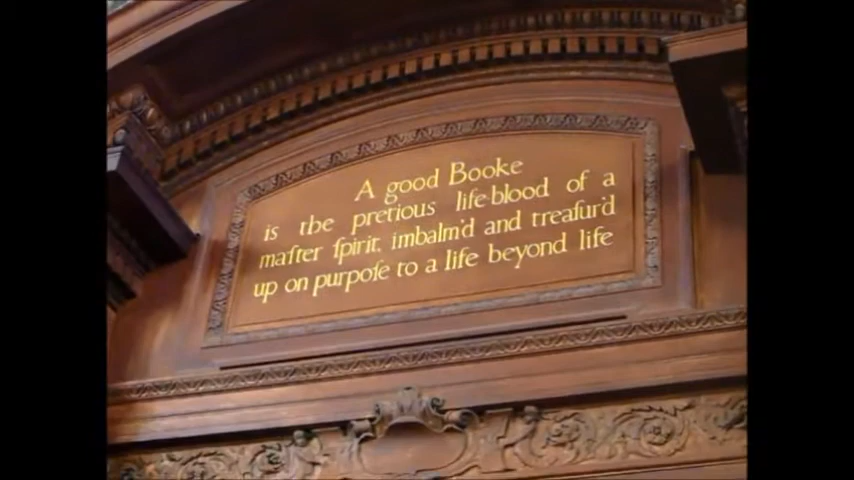 A good Booke
is the pretious life-blood of a
maſter ſpirit, imbalm'd and treaſur'd
up on purpoſe to a life beyond life